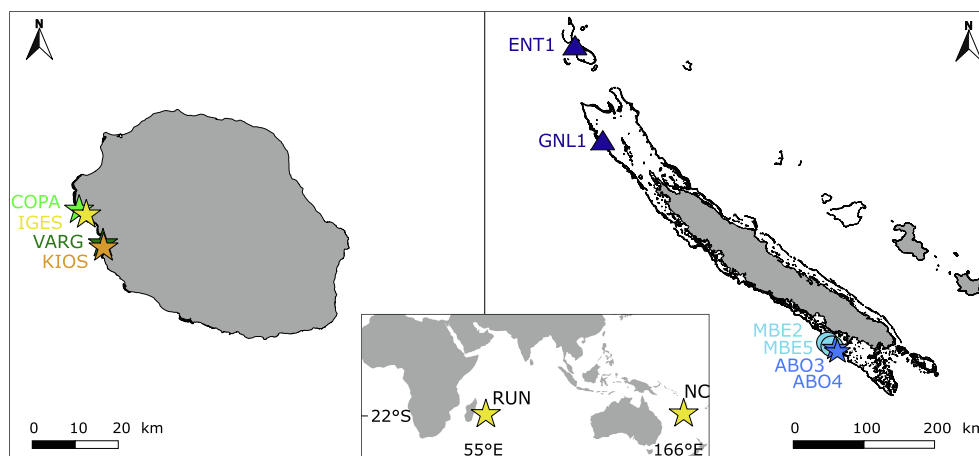 N
COPA
IGES
VARG
KIOS
0 10 20 km
N
ENT1
GNL1
MBE2
MBE5
ABO3
ABO4
0 100 200 km
RUN
NC
22°S
55°E
166°E